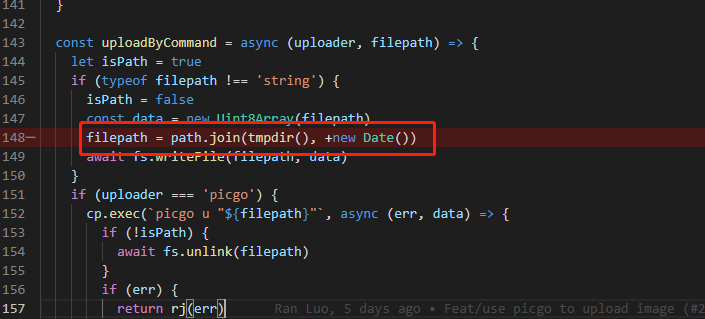 141 }
142
143 const uploadByCommand = async (uploader, filepath) => {
144 let isPath = true
145 if (typeof filepath !== 'string') {
146 isPath = false
147 const data = new Uint8Array(filepath)
148 filepath = path.join(tmpdir(), +new Date())
149 await fs.writeFile(filepath, data)
150 }
151 if (uploader === 'picgo') {
152 cp.exec(`picgo u "${filepath}"`, async (err, data) => {
153 if (!isPath) {
154 await fs.unlink(filepath)
155 }
156 if (err) {
157 return rj(err) Ran Luo, 5 days ago • Feat/use picgo to upload image (#2